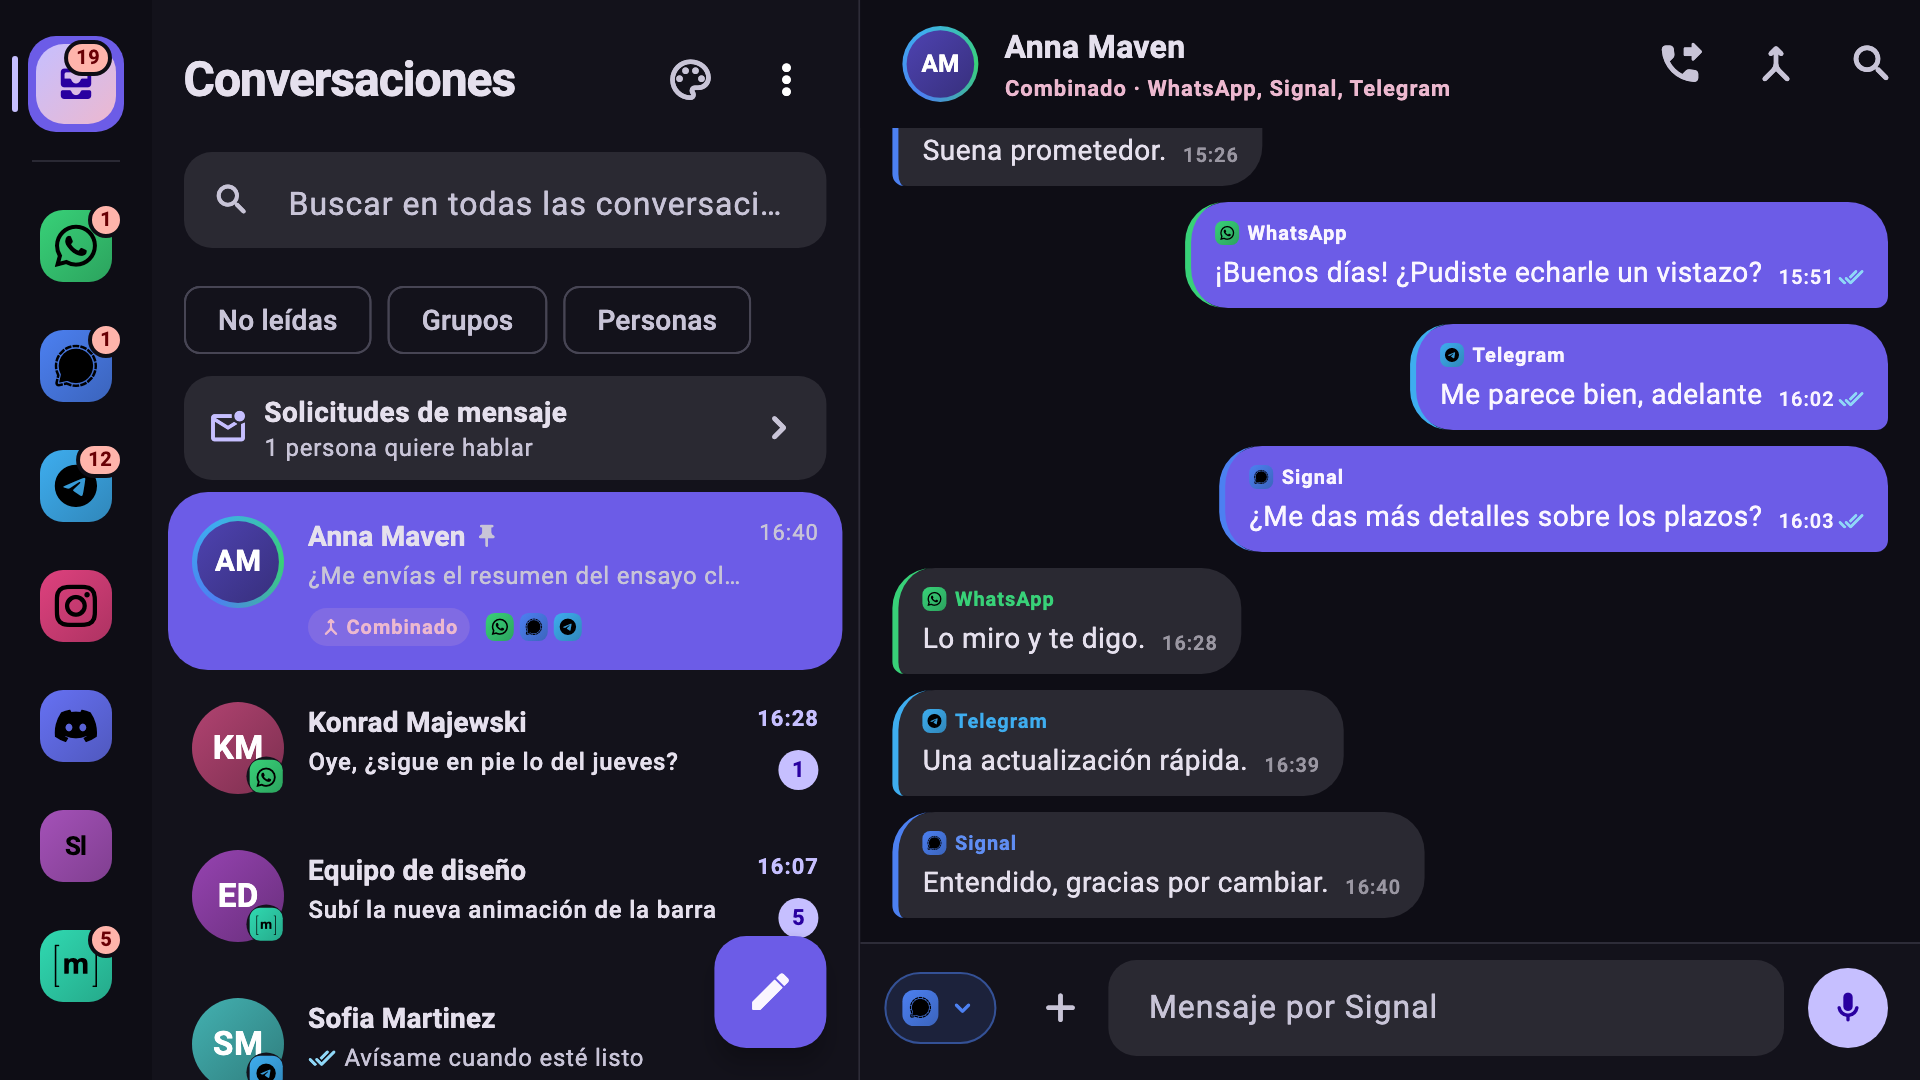 19
1
1
12
SI
[m]
5
Conversaciones
Buscar en todas las conversaci...
No leídas
Grupos
Personas
Solicitudes de mensaje
1 persona quiere hablar
Anna Maven
16:40
¿Me envías el resumen del ensayo cl...
Combinado
AM
KM
Konrad Majewski
16:28
Oye, ¿sigue en pie lo del jueves?
1
ED
[m]
Equipo de diseño
16:07
Subí la nueva animación de la barra
5
SM
Sofia Martinez
Avísame cuando esté listo
AM
Anna Maven
Combinado · WhatsApp, Signal, Telegram
Suena prometedor. 15:26
WhatsApp
¡Buenos días! ¿Pudiste echarle un vistazo? 15:51
Telegram
Me parece bien, adelante 16:02
Signal
¿Me das más detalles sobre los plazos? 16:03
WhatsApp
Lo miro y te digo. 16:28
Telegram
Una actualización rápida. 16:39
Signal
Entendido, gracias por cambiar. 16:40
Mensaje por Signal